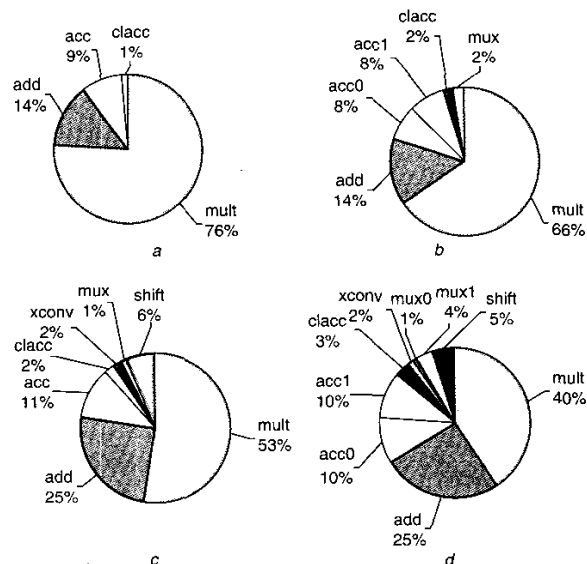 acc
9%
clacc
1%
add
14%
mult
76%
a
clacc
2%
mux
2%
acc1
8%
acc0
8%
add
14%
mult
66%
b
mux
1%
shift
6%
xconv
2%
clacc
2%
acc
11%
mult
53%
add
25%
c
xconv
2%
mux0
1%
mux1
4%
shift
5%
clacc
3%
acc1
10%
mult
40%
acc0
10%
add
25%
d